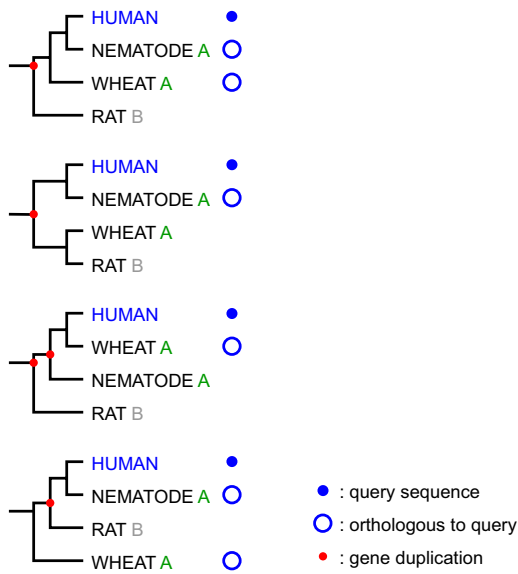 HUMAN
NEMATODE A
WHEAT A
RAT B
HUMAN
NEMATODE A
WHEAT A
RAT B
HUMAN
WHEAT A
NEMATODE A
RAT B
HUMAN
NEMATODE A
RAT B
WHEAT A
: query sequence
: orthologous to query
: gene duplication